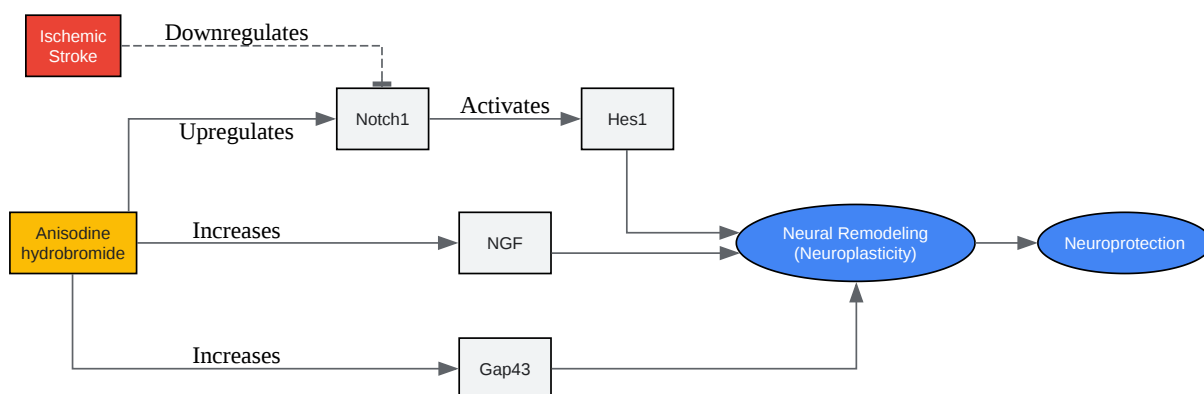 Ischemic
Stroke
Downregulates
Notch1
Activates
Hes1
Upregulates
Anisodine
hydrobromide
Increases
NGF
Neural Remodeling
(Neuroplasticity)
Neuroprotection
Increases
Gap43